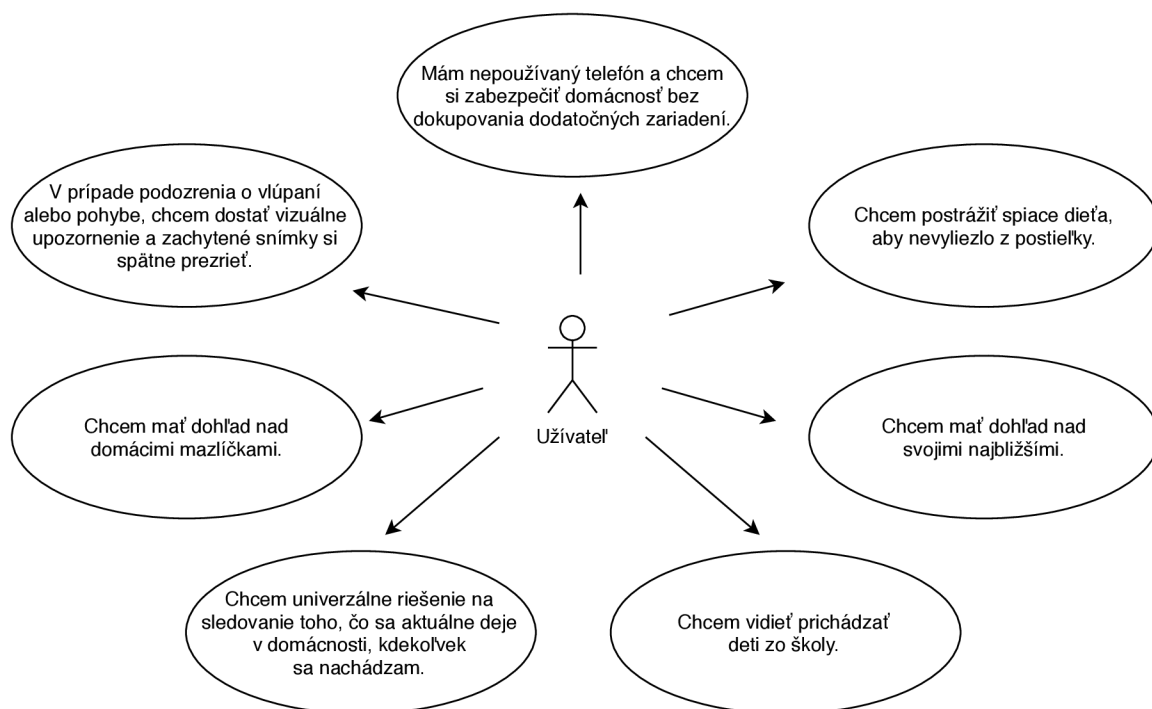 Mám nepoužívaný telefón a chcem
si zabezpečiť domácnosť bez
dokupovania dodatočných zariadení.
V prípade podozrenia o vlúpaní
alebo pohybe, chcem dostať vizuálne
upozornenie a zachytené snímky si
spätne prezrieť.
Chcem postrážiť spiace dieťa,
aby nevyliezlo z postieľky.
Chcem mať dohľad nad
domácimi mazlíčkami.
Užívateľ
Chcem mať dohľad nad
svojimi najbližšími.
Chcem univerzálne riešenie na
sledovanie toho, čo sa aktuálne deje
v domácnosti, kdekoľvek
sa nachádzam.
Chcem vidieť prichádzať
deti zo školy.